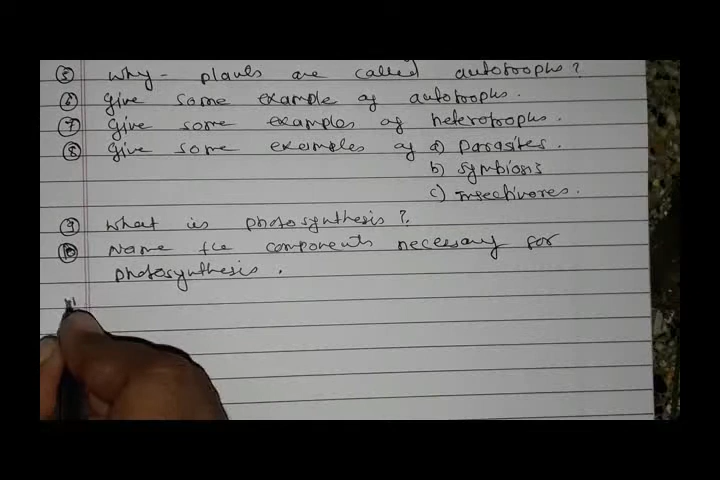 5 Why plants are called autotrophs?
6 Give some example of autotrophs.
7 Give some examples of heterotrophs.
8 Give some examples of a) Parasites.
b) Symbiosis
c) Insectivores.
9 What is photosynthesis?
10 Name the components necessary for
photosynthesis.